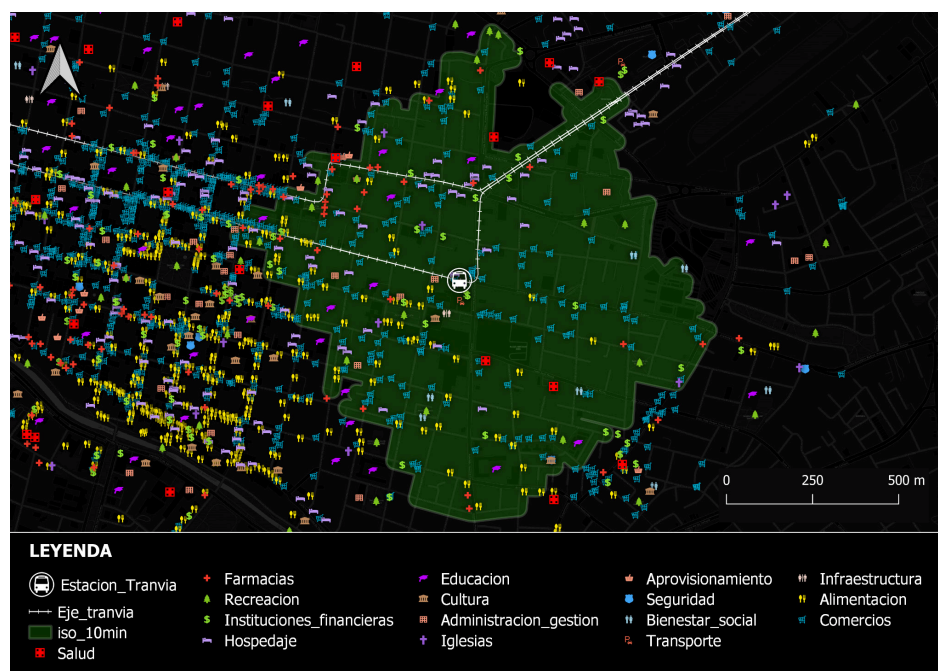 0 250 500 m
LEYENDA
Estacion_Tranvia
Eje_tranvia
iso_10min
Salud
Farmacias
Recreacion
Instituciones_financieras
Hospedaje
Educacion
Cultura
Administracion_gestion
Iglesias
Aprovisionamiento
Seguridad
Bienestar_social
Transporte
Infraestructura
Alimentacion
Comercios